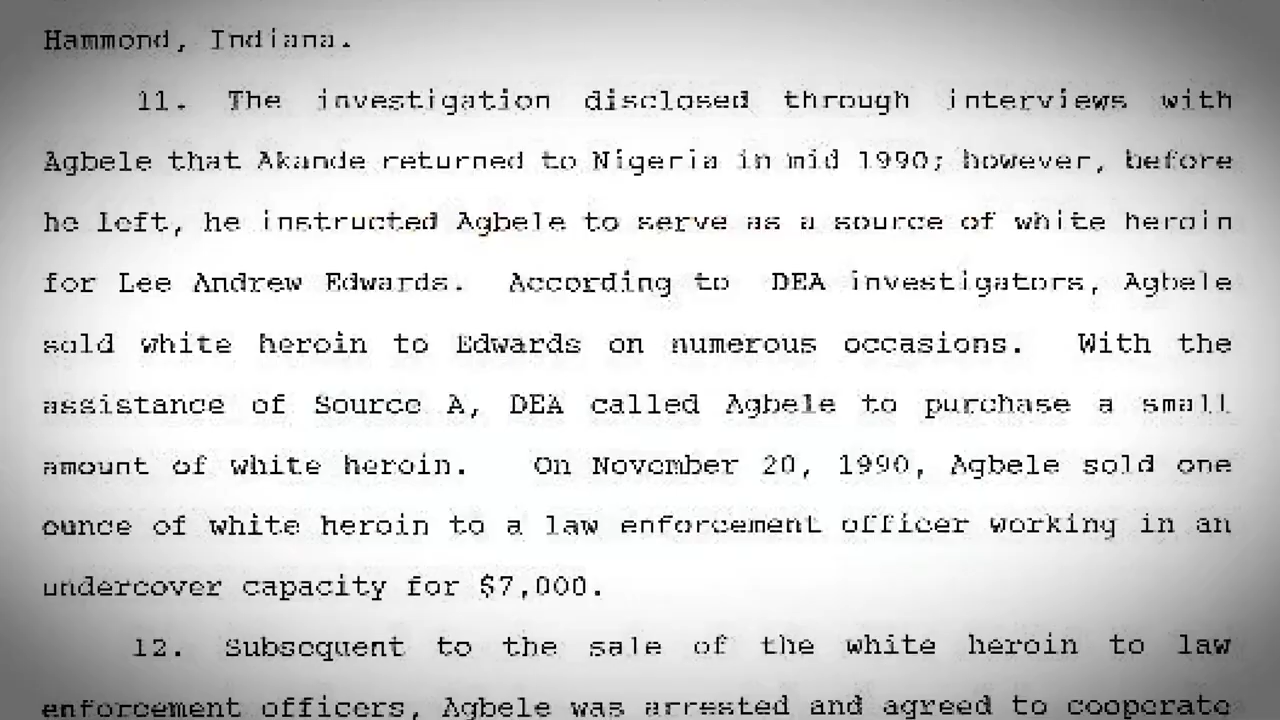 Hammond, Indiana.
11. The investigation disclosed through interviews with
Agbele that Akande returned to Nigeria in mid 1990; however, before
he left, he instructed Agbele to serve as a source of white heroin
for Lee Andrew Edwards. According to DEA investigators, Agbele
sold white heroin to Edwards on numerous occasions. With the
assistance of Source A, DEA called Agbele to purchase a small
amount of white heroin. On November 20, 1990, Agbele sold one
ounce of white heroin to a law enforcement officer working in an
undercover capacity for $7,000.
12. Subsequent to the sale of the white heroin to law
enforcement officers, Agbele was arrested and agreed to cooperate